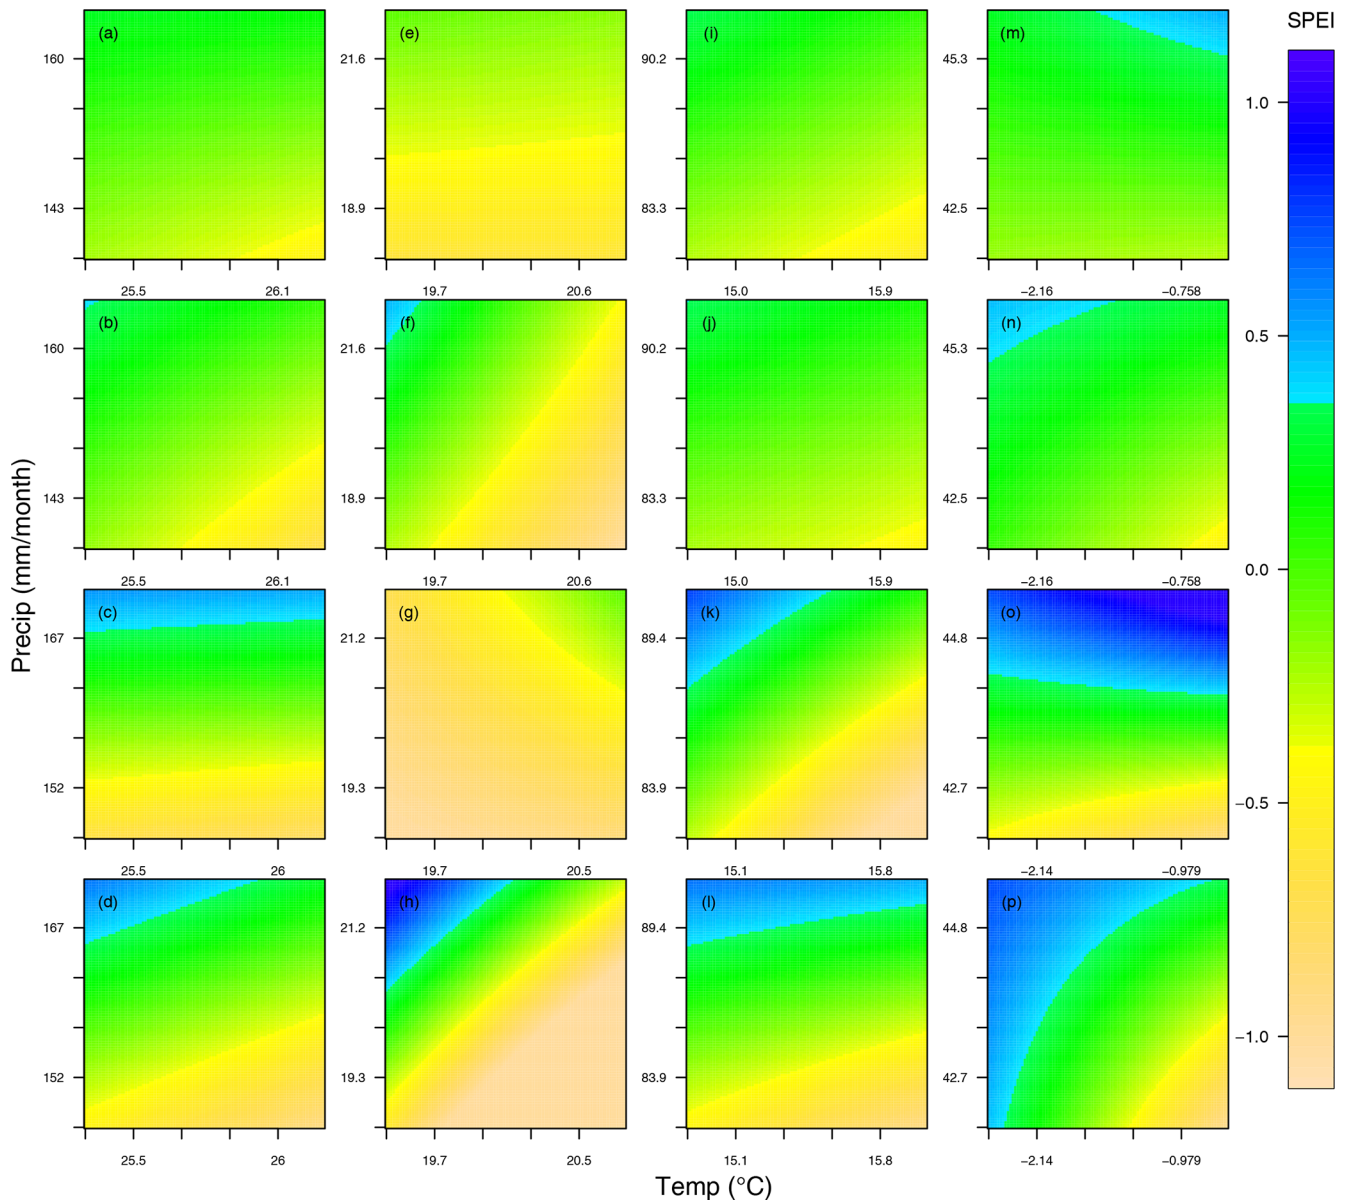 SPEI
(a) (e) (i) (m)
160 21.6 90.2 45.3
1.0
143 18.9 83.3 42.5
25.5 26.1 19.7 20.6 15.0 15.9 −2.16 −0.758
(b) (f) (j) (n)
0.5
160 21.6 90.2 45.3
143 18.9 83.3 42.5
Precip (mm/month)
0.0
25.5 26.1 19.7 20.6 15.0 15.9 −2.16 −0.758
(c) (g) (k) (o)
167 21.2 89.4 44.8
152 19.3 83.9 42.7
−0.5
25.5 26 19.7 20.5 15.1 15.8 −2.14 −0.979
(d) (h) (l) (p)
167 21.2 89.4 44.8
−1.0
152 19.3 83.9 42.7
25.5 26 19.7 20.5 15.1 15.8 −2.14 −0.979
Temp (°C)